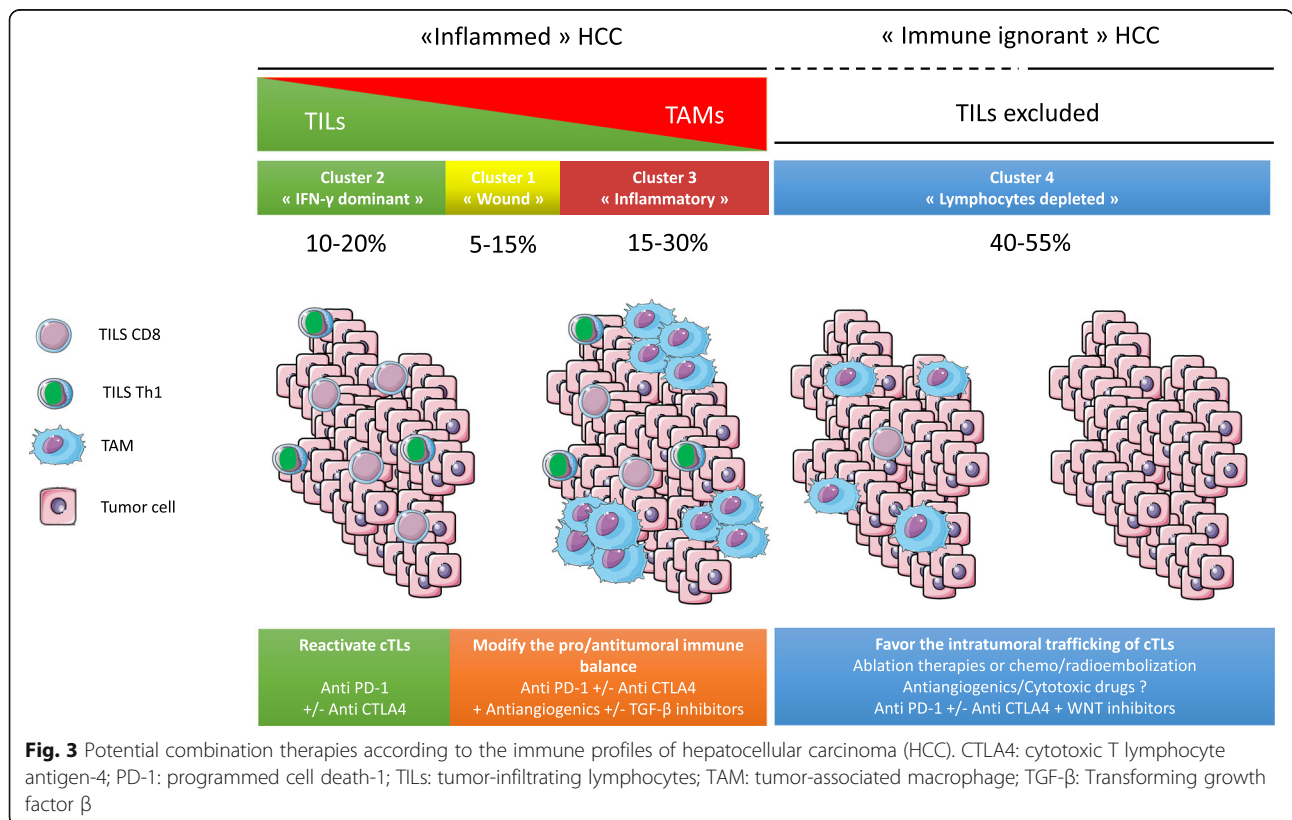 «Inflammed » HCC
« Immune ignorant » HCC
TILs
TAMs
TILs excluded
Cluster 2
« IFN-γ dominant »
Cluster 1
« Wound »
Cluster 3
« Inflammatory »
Cluster 4
« Lymphocytes depleted »
10-20%
5-15%
15-30%
40-55%
TILS CD8
TILS Th1
TAM
Tumor cell
Reactivate cTLs
Anti PD-1
+/- Anti CTLA4
Modify the pro/antitumoral immune
balance
Anti PD-1 +/- Anti CTLA4
+ Antiangiogenics +/- TGF-β inhibitors
Favor the intratumoral trafficking of cTLs
Ablation therapies or chemo/radioembolization
Antiangiogenics/Cytotoxic drugs ?
Anti PD-1 +/- Anti CTLA4 + WNT inhibitors
Fig. 3 Potential combination therapies according to the immune profiles of hepatocellular carcinoma (HCC). CTLA4: cytotoxic T lymphocyte
antigen-4; PD-1: programmed cell death-1; TILs: tumor-infiltrating lymphocytes; TAM: tumor-associated macrophage; TGF-β: Transforming growth
factor β